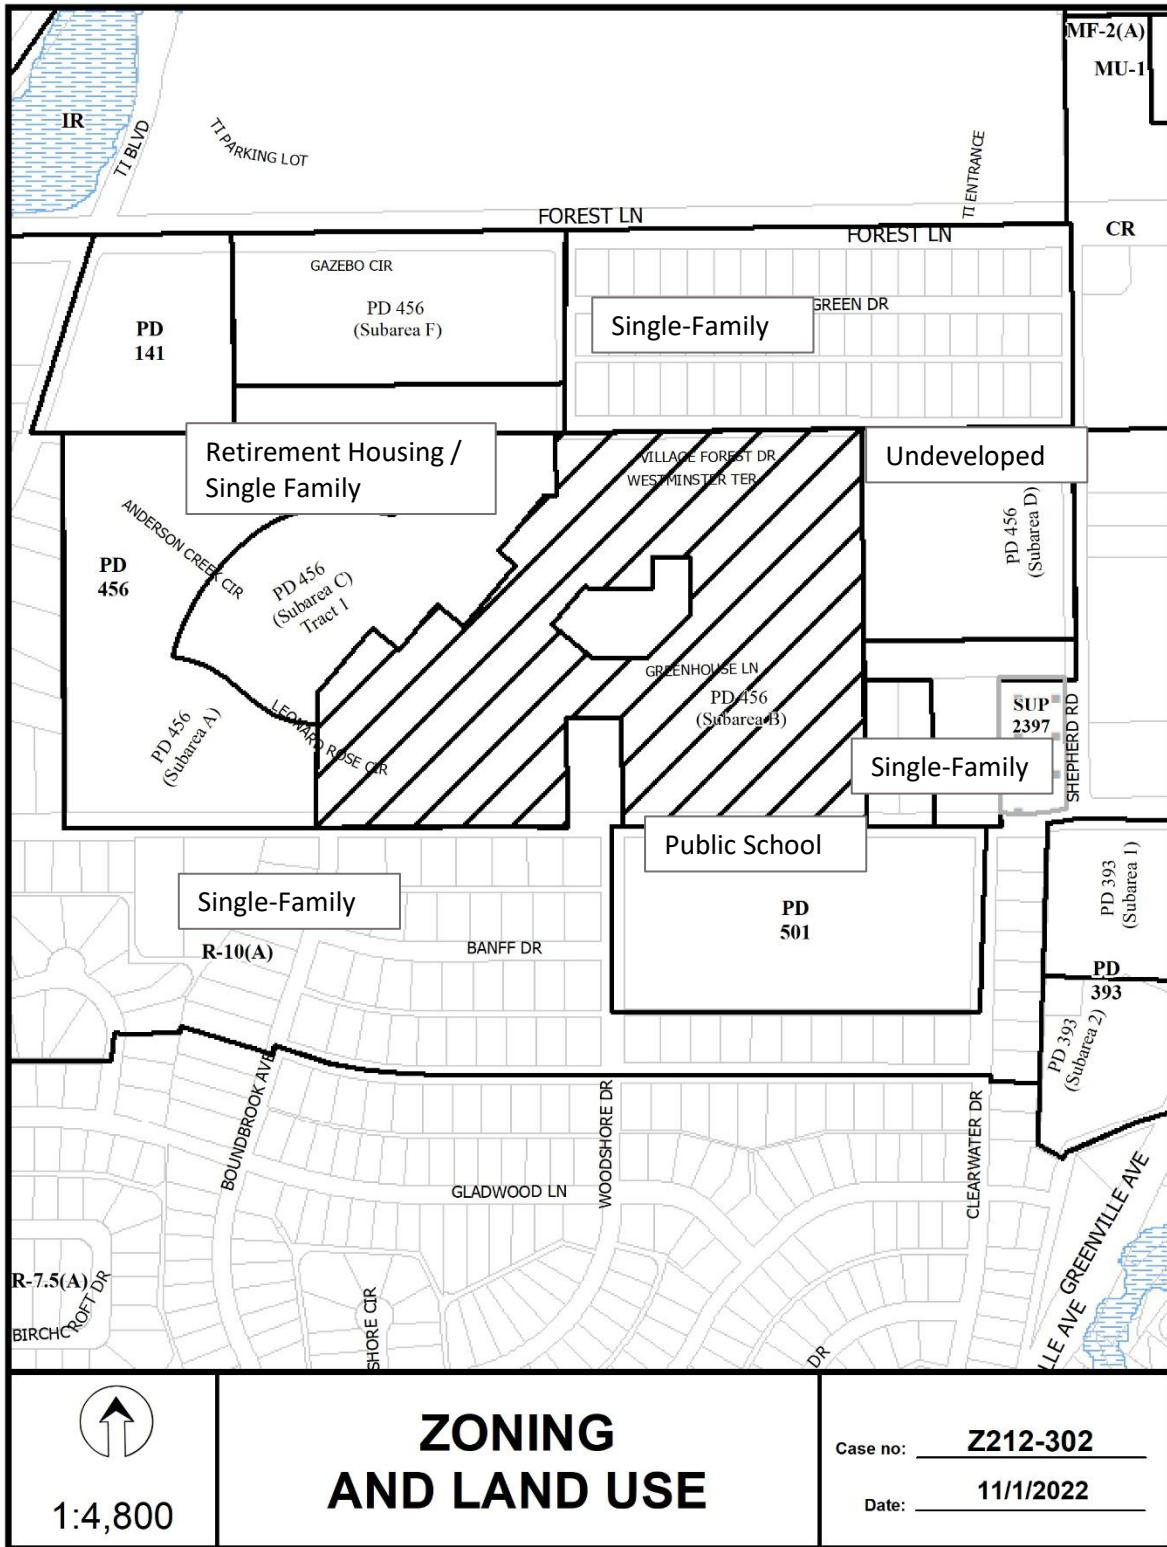 MF-2(A)
MU-1
IR
TI BLVD
TI PARKING LOT
TI ENTRANCE
FOREST LN
FOREST LN
CR
GAZEBO CIR
PD 456
(Subarea F)
PD
141
Single-Family
GREEN DR
Retirement Housing /
Single Family
VILLAGE FOREST DR
WESTMINSTER TER
Undeveloped
PD 456
(Subarea D)
ANDERSON CREEK CIR
PD
456
PD 456
(Subarea C)
Tract 1
GREENHOUSE LN
PD 456
(Subarea B)
SUP
2397
SHEPHERD RD
LEONARD ROSE CIR
PD 456
(Subarea A)
Single-Family
Public School
PD 393
(Subarea 1)
Single-Family
R-10(A)
BANFF DR
PD
501
PD
393
PD 393
(Subarea 2)
BOUNDBROOK AVE
WOODSHORE DR
CLEARWATER DR
GLADWOOD LN
GREENVILLE AVE
R-7.5(A)
BIRCHCROFT DR
SHORE CIR
DR
LLE AVE
1:4,800
ZONING
AND LAND USE
Case no: Z212-302
Date: 11/1/2022